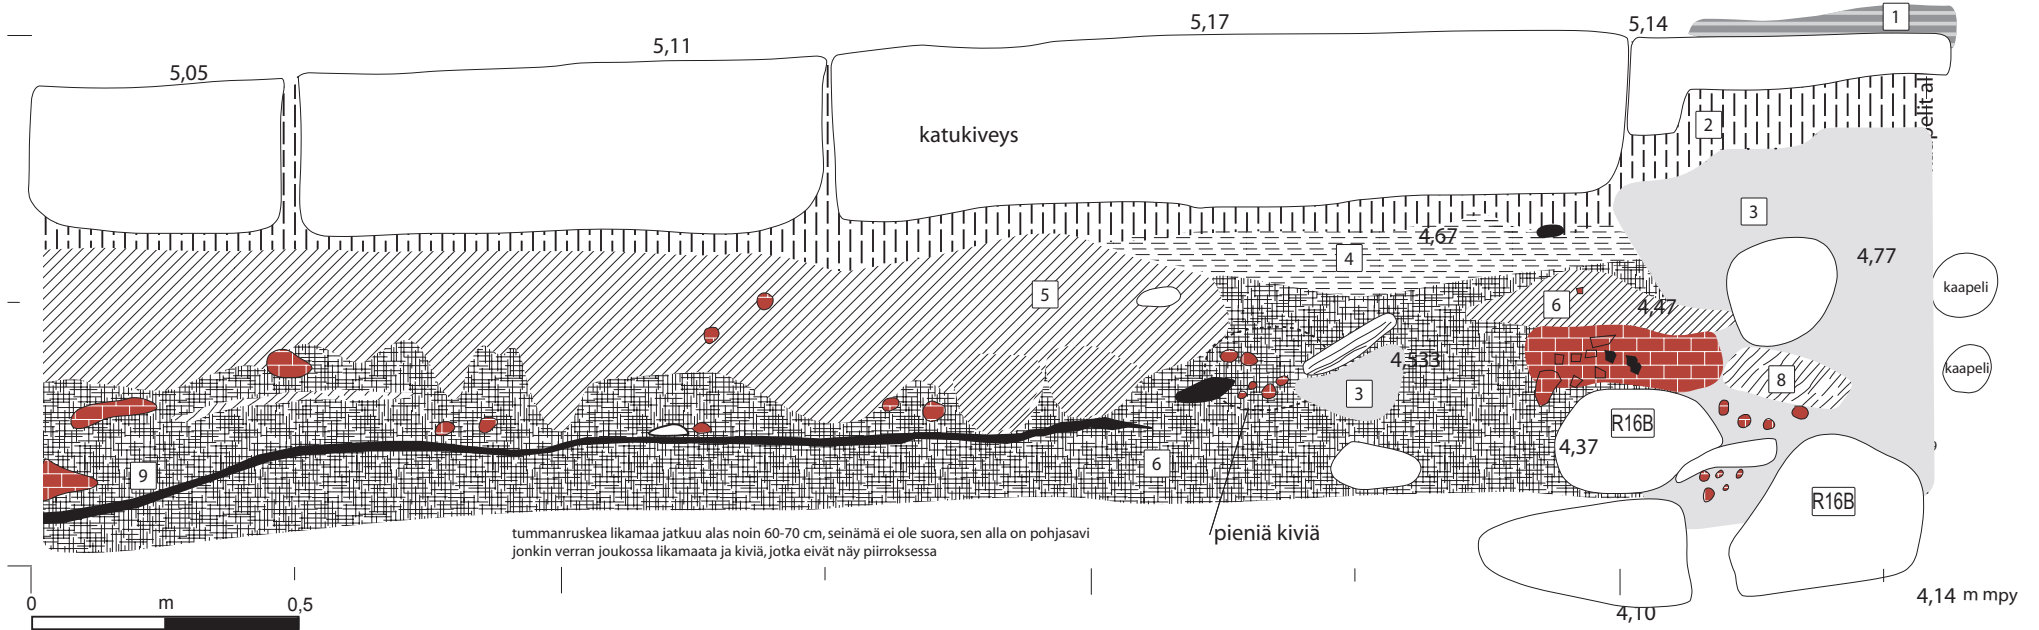 1
5,17
5,14
5,11
5,05
2
katukiveys
3
4,67
4
4,77
kaapeli
5
6
4,47
4,533
kaapeli
8
3
R16B
4,37
6
9
R16B
tummanruskea likamaa jatkuu alas noin 60-70 cm, seinämä ei ole suora, sen alla on pohjasavi
jonkin verran joukossa likamaata ja kiviä, jotka eivät näy piirroksessa
pieniä kiviä
0 m 0,5
4,14 m mpy
4,10